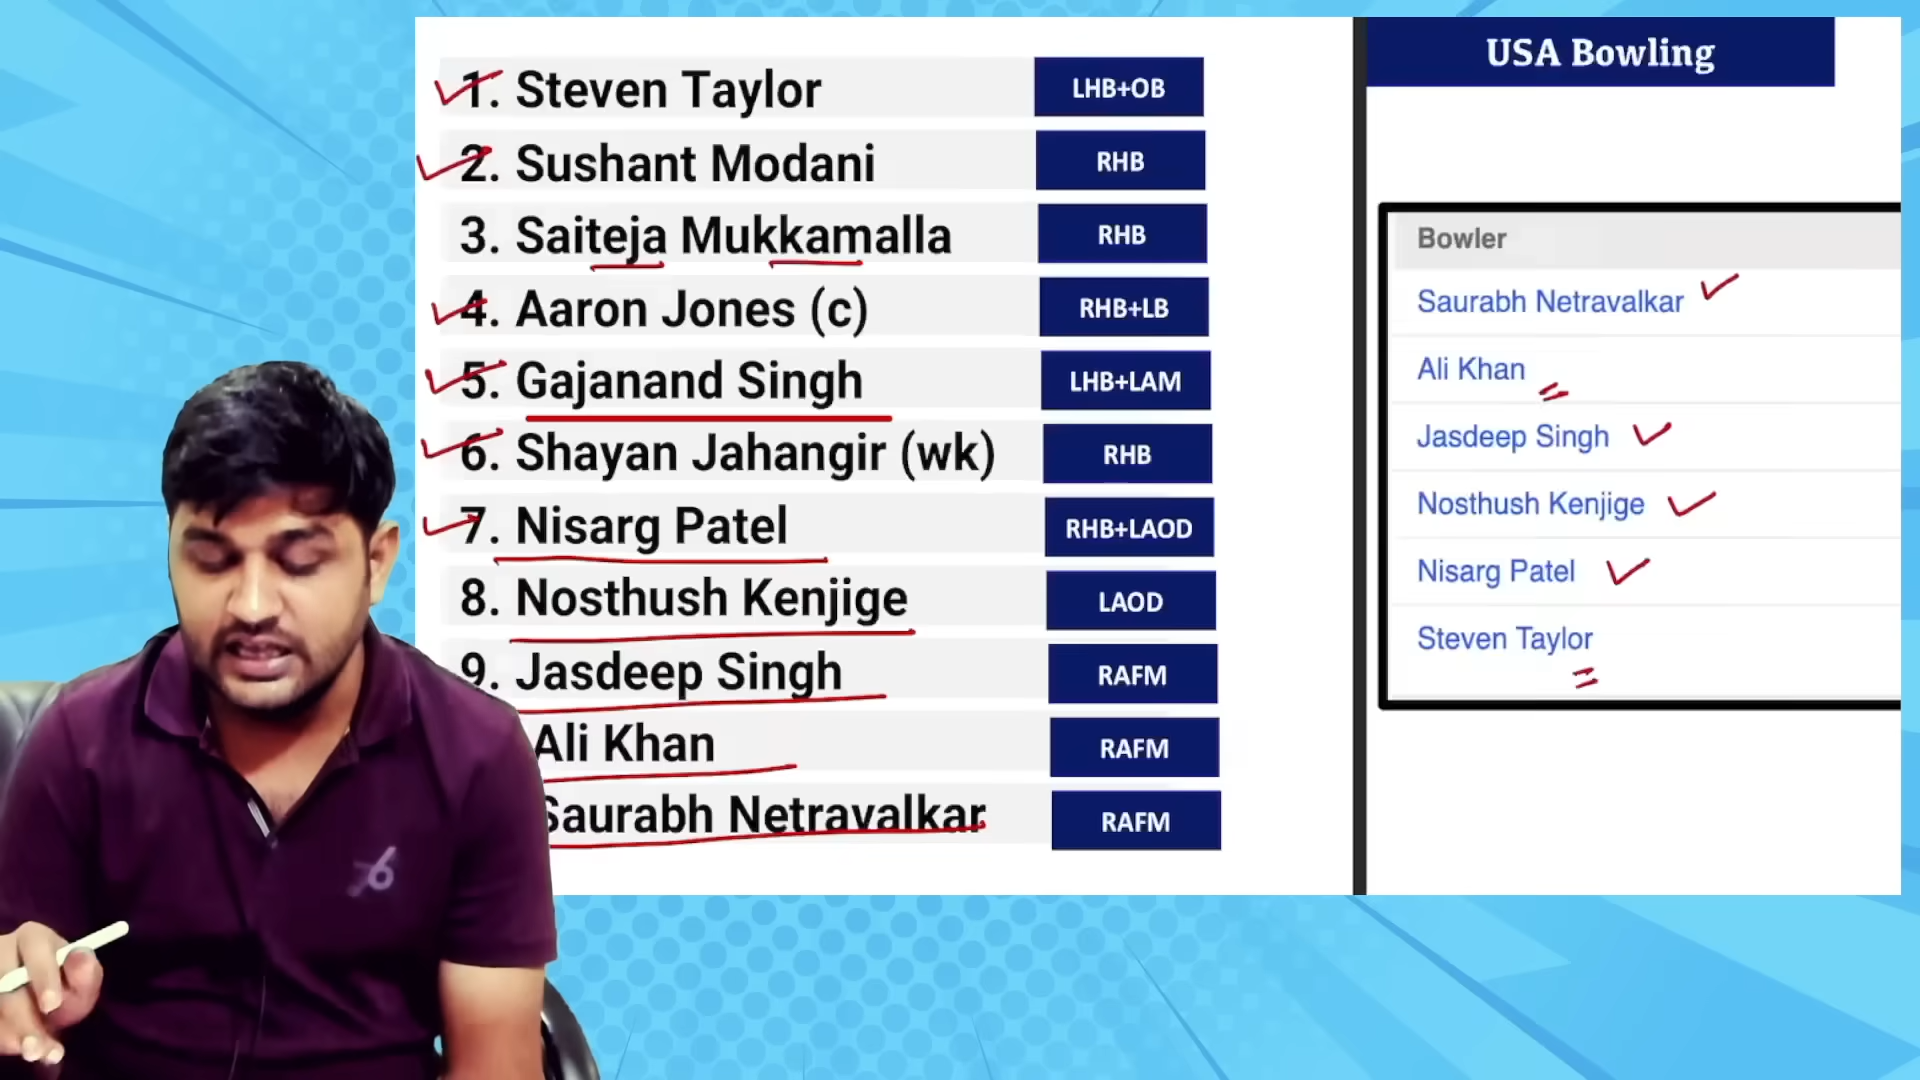 1. Steven Taylor LHB+OB
2. Sushant Modani RHB
3. Saiteja Mukkamalla RHB
4. Aaron Jones (c) RHB+LB
5. Gajanand Singh LHB+LAM
6. Shayan Jahangir (wk) RHB
7. Nisarg Patel RHB+LAOD
8. Nosthush Kenjige LAOD
9. Jasdeep Singh RAFM
Ali Khan RAFM
Saurabh Netravalkar RAFM
USA Bowling
Bowler
Saurabh Netravalkar
Ali Khan
Jasdeep Singh
Nosthush Kenjige
Nisarg Patel
Steven Taylor